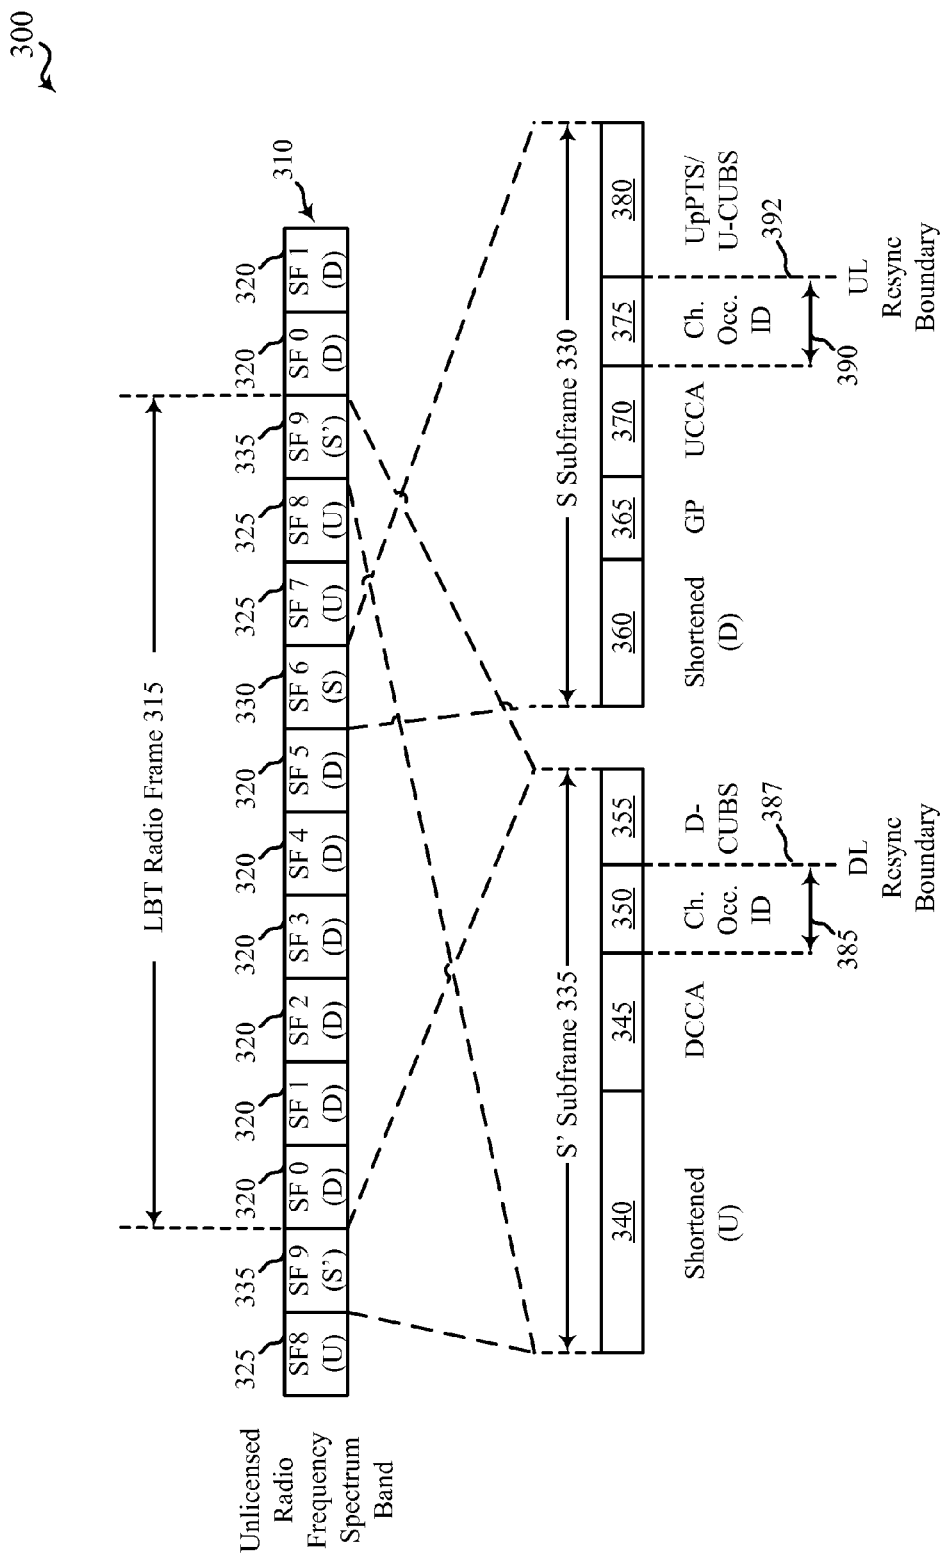 300
LBT Radio Frame 315
325
335
320
320
320
320
320
320
330
325
325
335
320
320
310
Unlicensed
Radio
Frequency
Spectrum
Band
SF8
(U)
SF 9
(S')
SF 0
(D)
SF 1
(D)
SF 2
(D)
SF 3
(D)
SF 4
(D)
SF 5
(D)
SF 6
(S)
SF 7
(U)
SF 8
(U)
SF 9
(S')
SF 0
(D)
SF 1
(D)
S' Subframe 335
340
345
350
355
Shortened
(U)
DCCA
Ch.
Occ.
ID
D-
CUBS
385
387
DL
Resync
Boundary
S Subframe 330
360
365
370
375
380
Shortened
(D)
GP
UCCA
Ch.
Occ.
ID
UpPTS/
U-CUBS
390
392
UL
Resync
Boundary